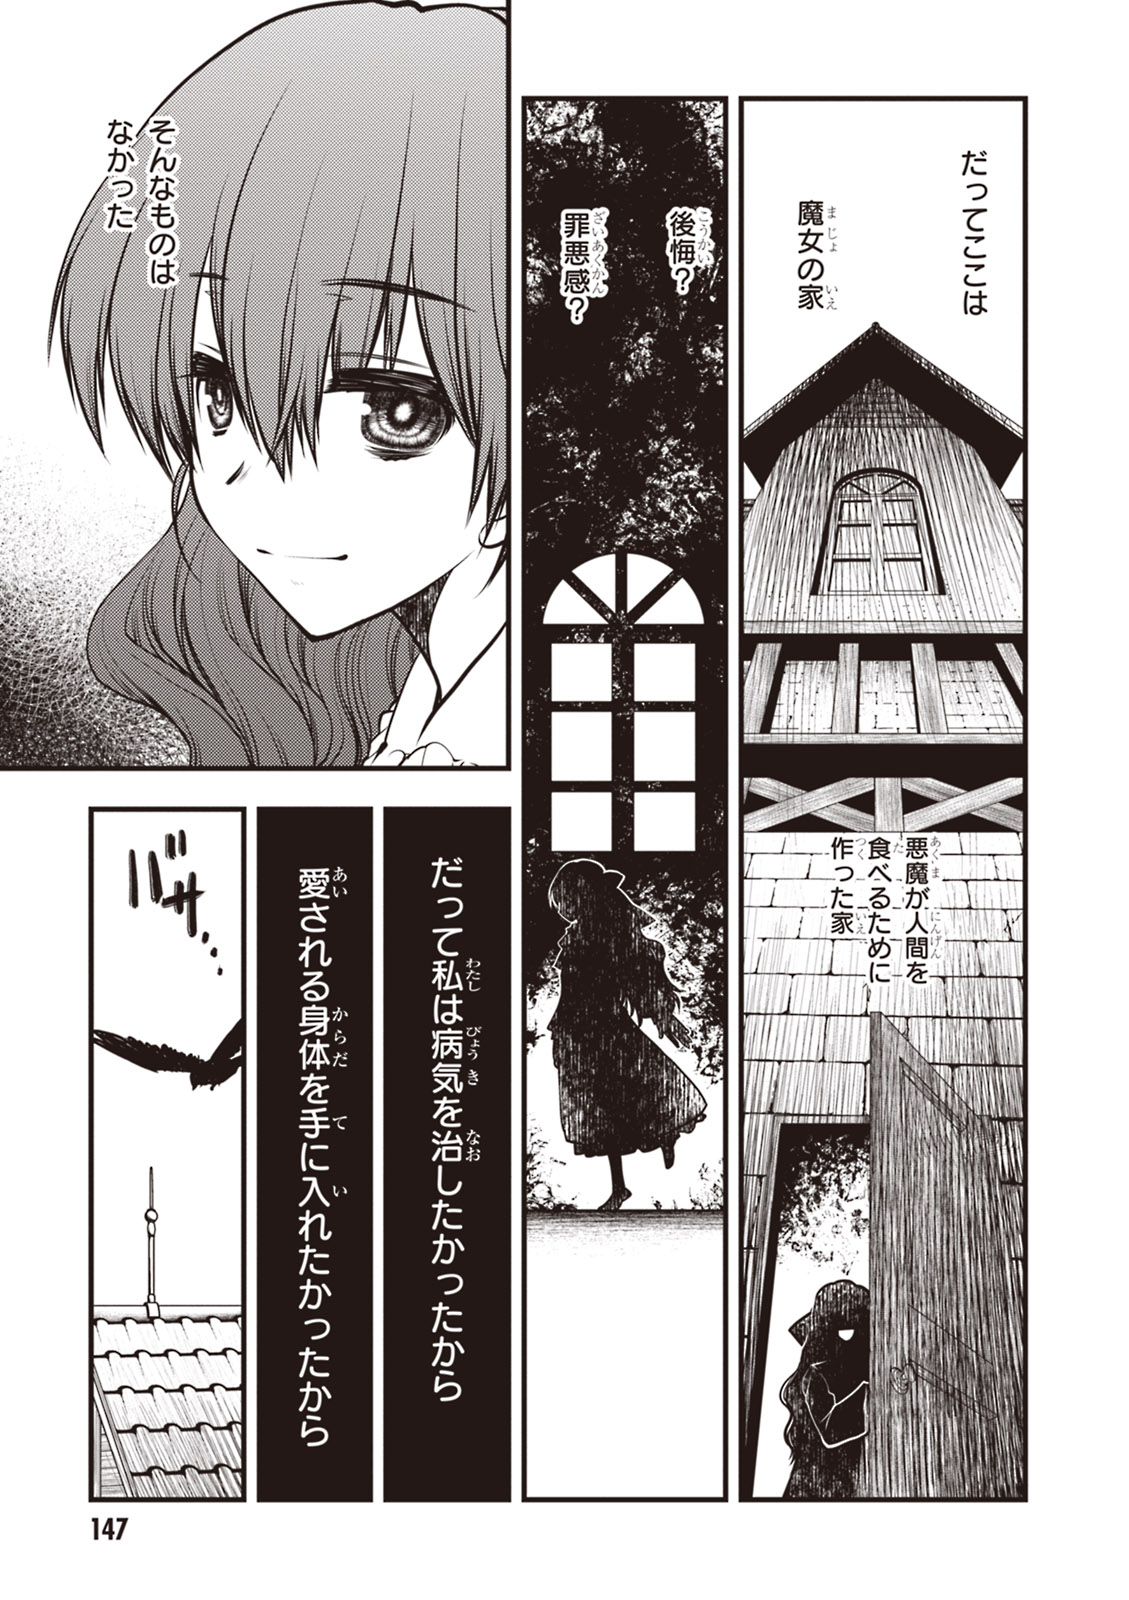 だってここは
魔女の家
悪魔が人間を
食べるために
作った家
後悔?
罪悪感?
そんなものは
なかった
だって私は病気を治したかったから
愛される身体を手に入れたかったから
バサ…
147